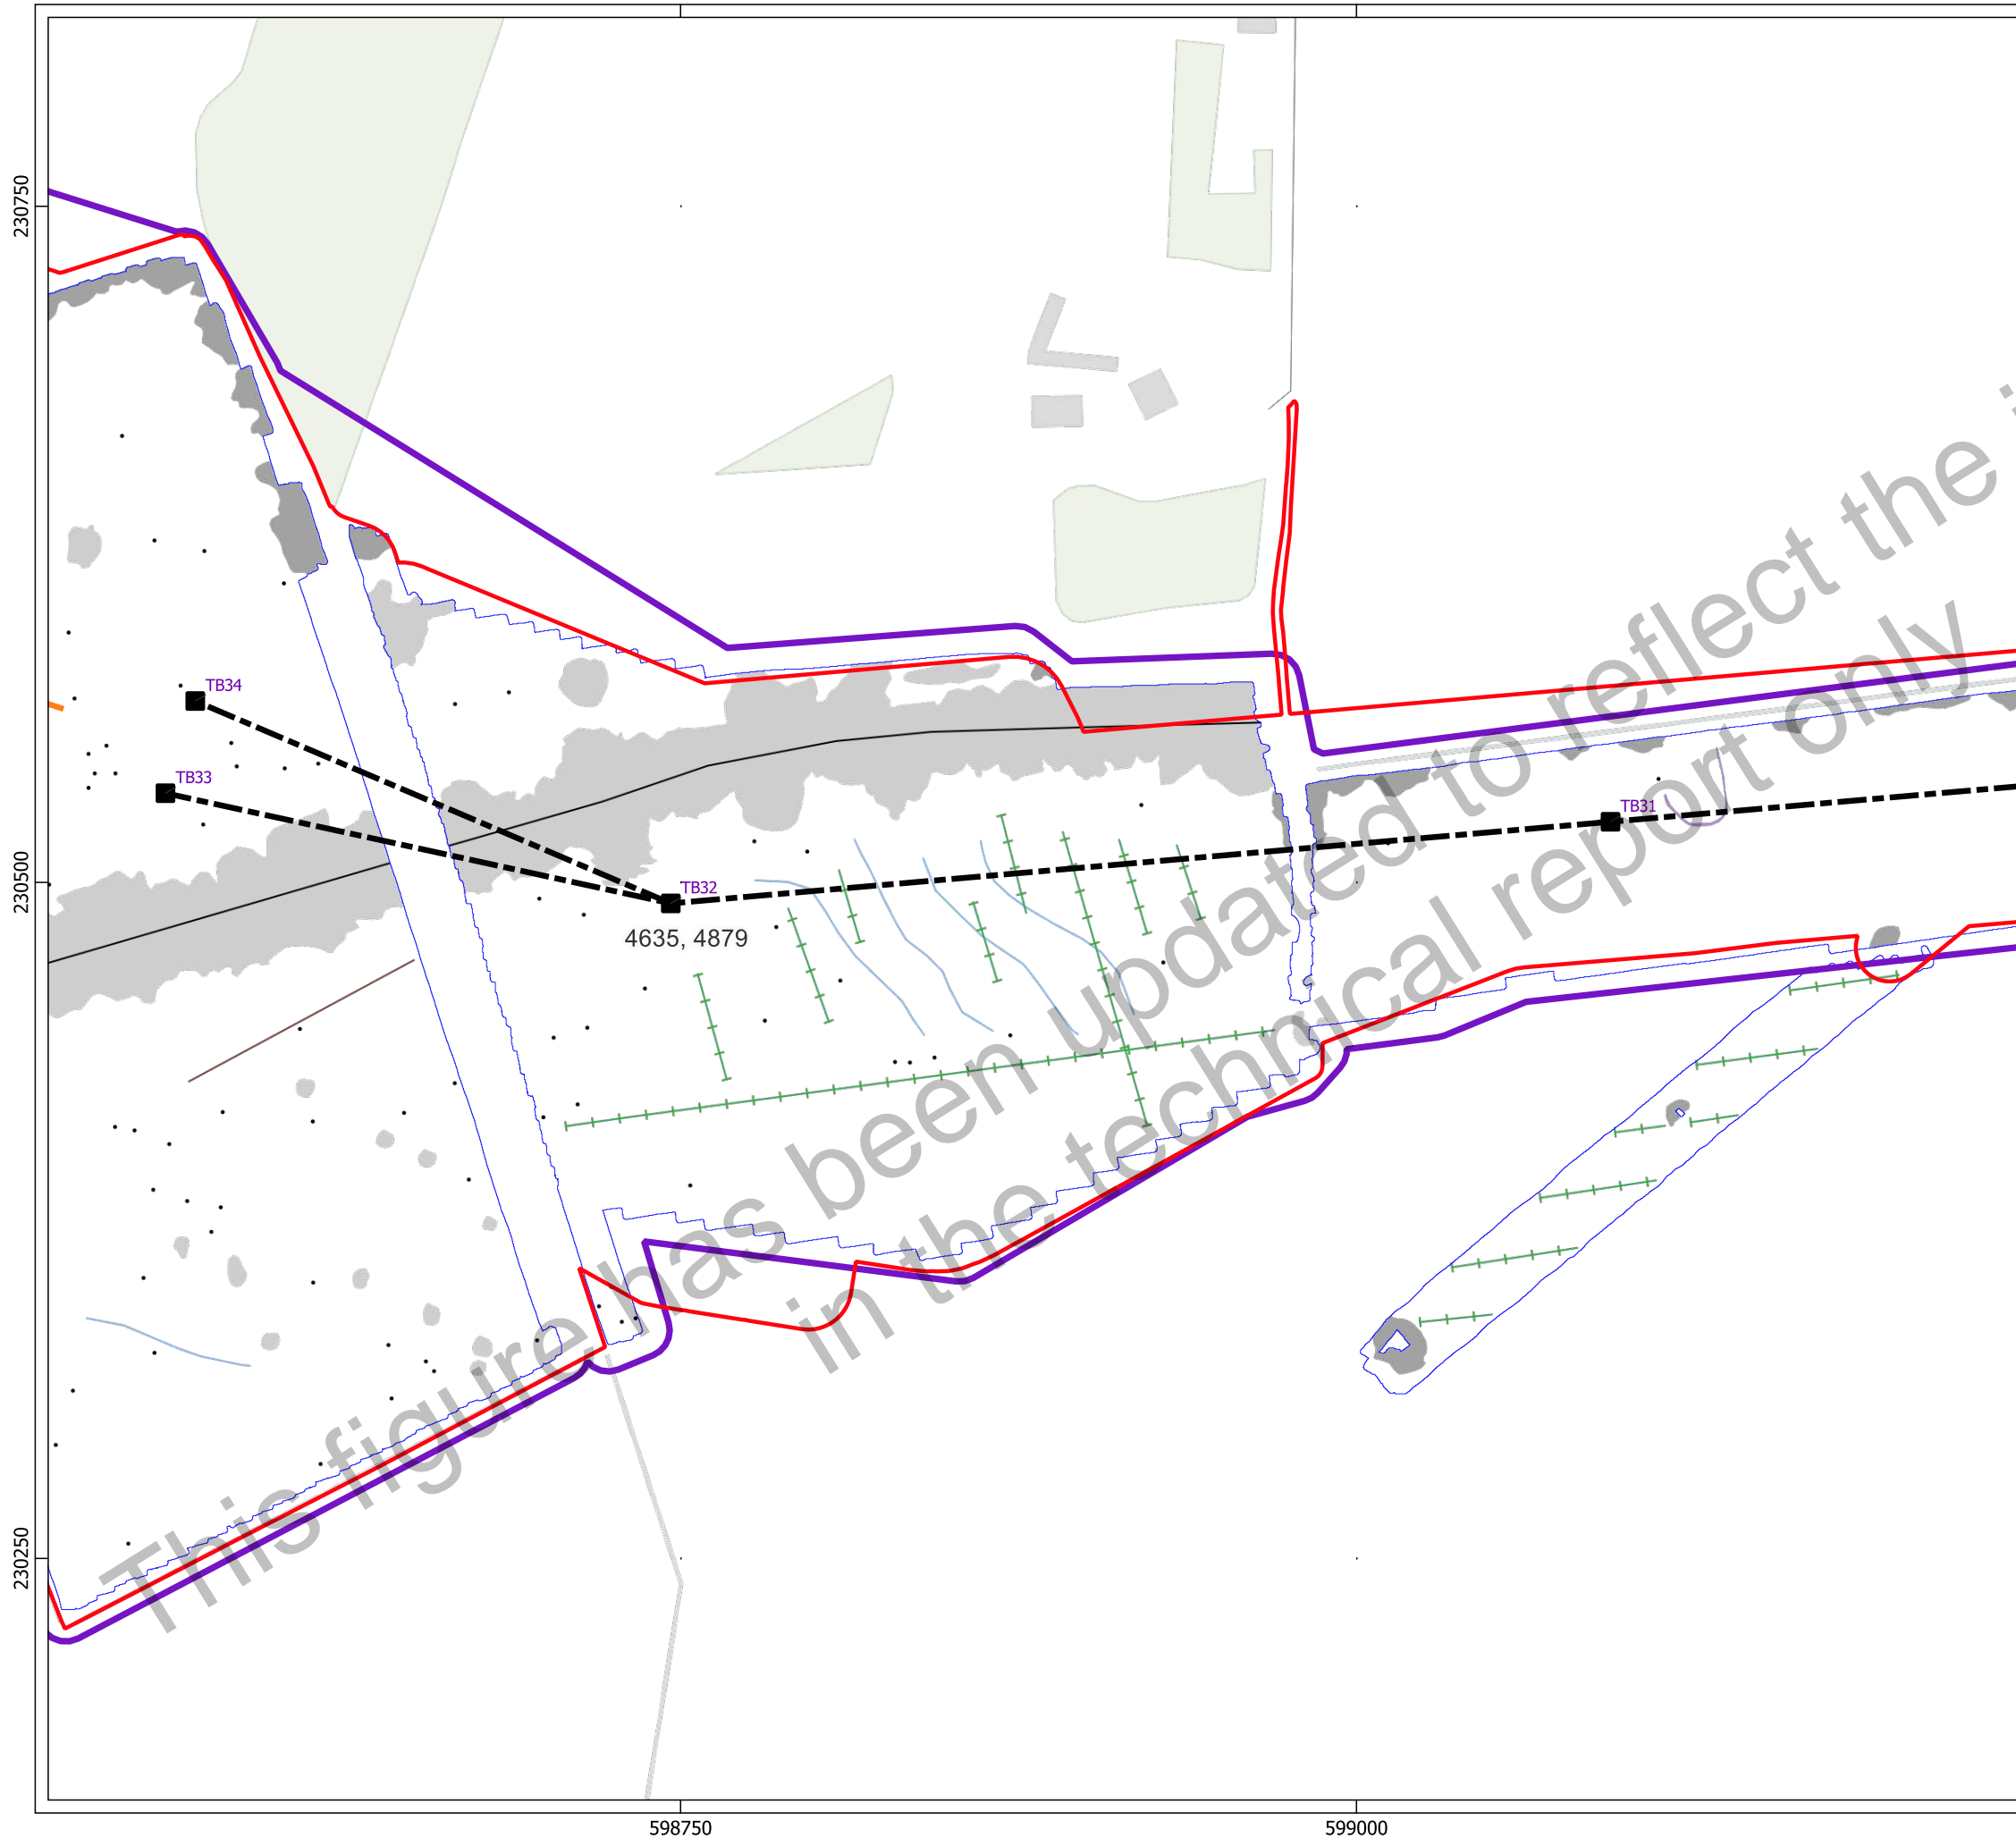 230750
230500
230250
TB34
TB33
TB32
4635, 4879
TB31
This figure has been updated to reflect the i
in the technical report only
598750
599000